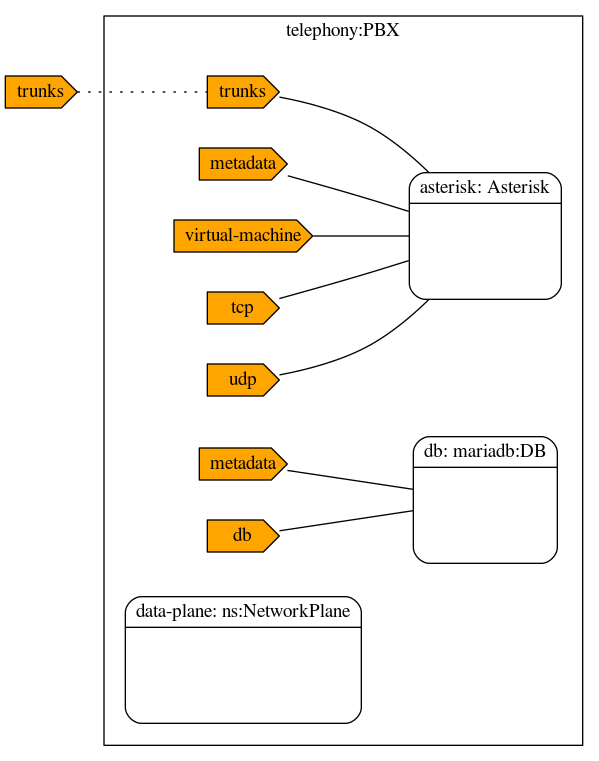 telephony:PBX
trunks
trunks
metadata
asterisk: Asterisk
virtual-machine
tcp
udp
db: mariadb:DB
metadata
db
data-plane: ns:NetworkPlane